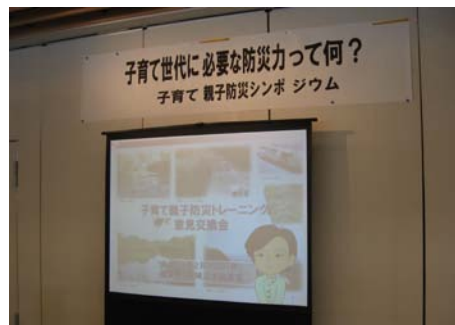 子育て世代に必要な防災力って何？
子育て 親子防災シンポ ジウム
子育て親子防災トレーニング
意見交換会